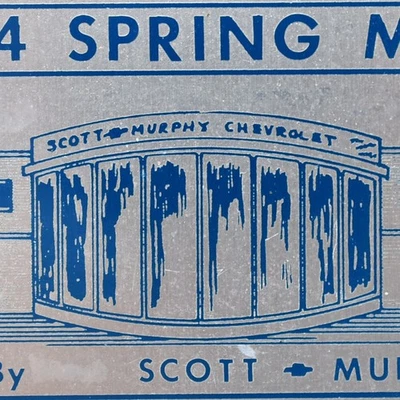 4 SPRING M
SCOTT MURPHY CHEVROLET
By SCOTT MU